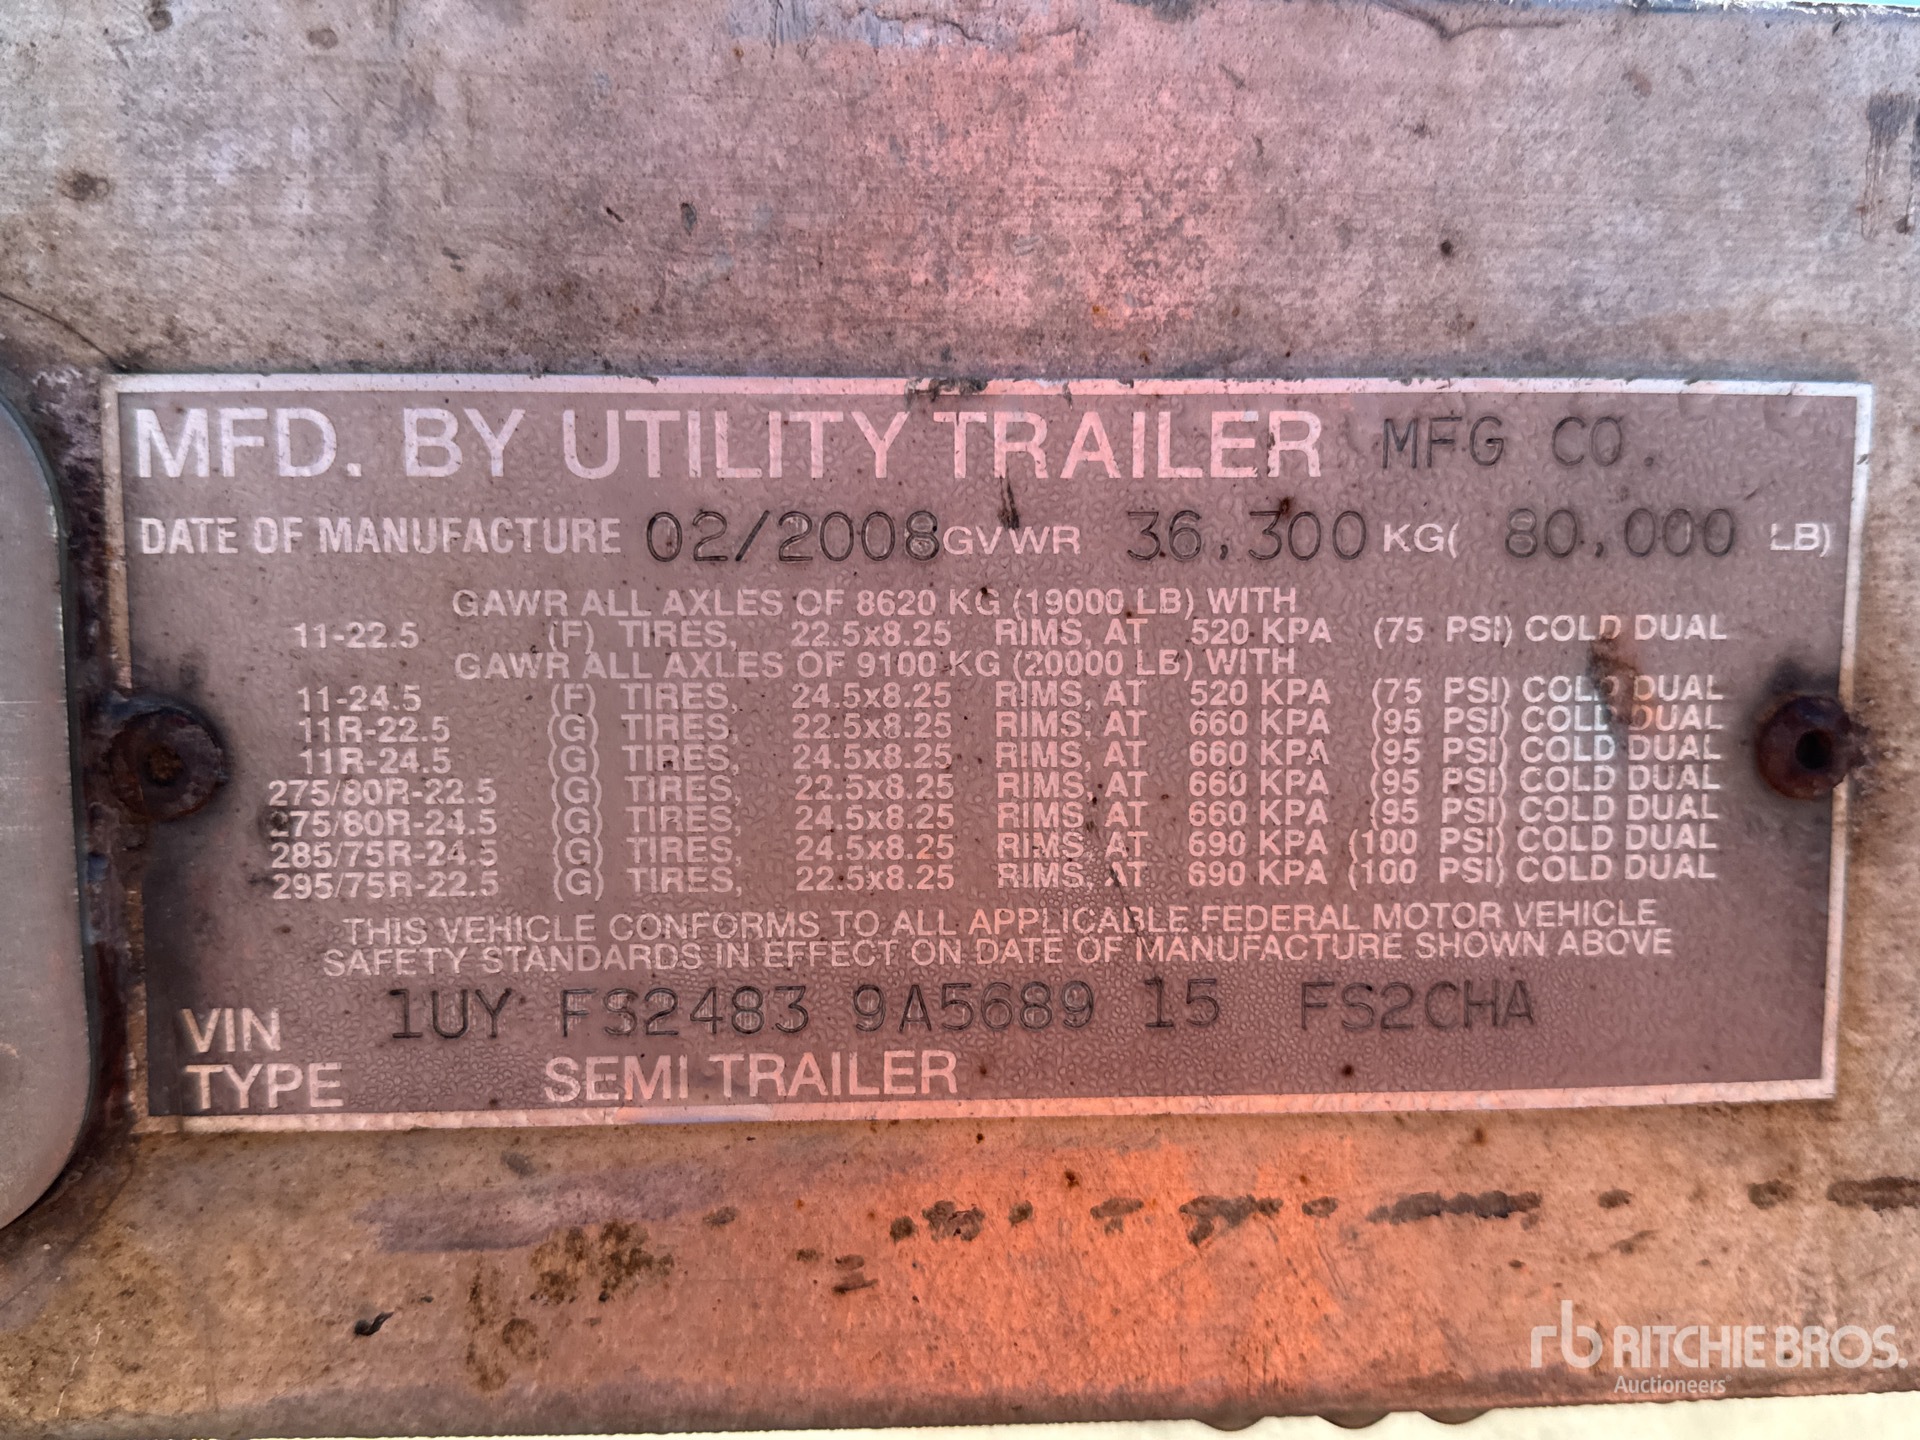 MFD. BY UTILITY TRAILER MFG CO.
DATE OF MANUFACTURE 02/2008 GVWR 36,300 KG( 80,000 LB)
GAWR ALL AXLES OF 8620 KG (19000 LB) WITH
11-22.5 (F) TIRES, 22.5x8.25 RIMS, AT 520 KPA (75 PSI) COLD DUAL
GAWR ALL AXLES OF 9100 KG (20000 LB) WITH
11-24.5 (F) TIRES, 24.5x8.25 RIMS, AT 520 KPA (75 PSI) COLD DUAL
11R-22.5 (G) TIRES, 22.5x8.25 RIMS, AT 660 KPA (95 PSI) COLD DUAL
11R-24.5 (G) TIRES, 24.5x8.25 RIMS, AT 660 KPA (95 PSI) COLD DUAL
275/80R-22.5 (G) TIRES, 22.5x8.25 RIMS, AT 660 KPA (95 PSI) COLD DUAL
275/80R-24.5 (G) TIRES, 24.5x8.25 RIMS, AT 660 KPA (95 PSI) COLD DUAL
285/75R-24.5 (G) TIRES, 24.5x8.25 RIMS, AT 690 KPA (100 PSI) COLD DUAL
295/75R-22.5 (G) TIRES, 22.5x8.25 RIMS, AT 690 KPA (100 PSI) COLD DUAL
THIS VEHICLE CONFORMS TO ALL APPLICABLE FEDERAL MOTOR VEHICLE
SAFETY STANDARDS IN EFFECT ON DATE OF MANUFACTURE SHOWN ABOVE
VIN 1UY FS2483 9A5689 15 FS2CHA
TYPE SEMI TRAILER
rb RITCHIE BROS.
Auctioneers